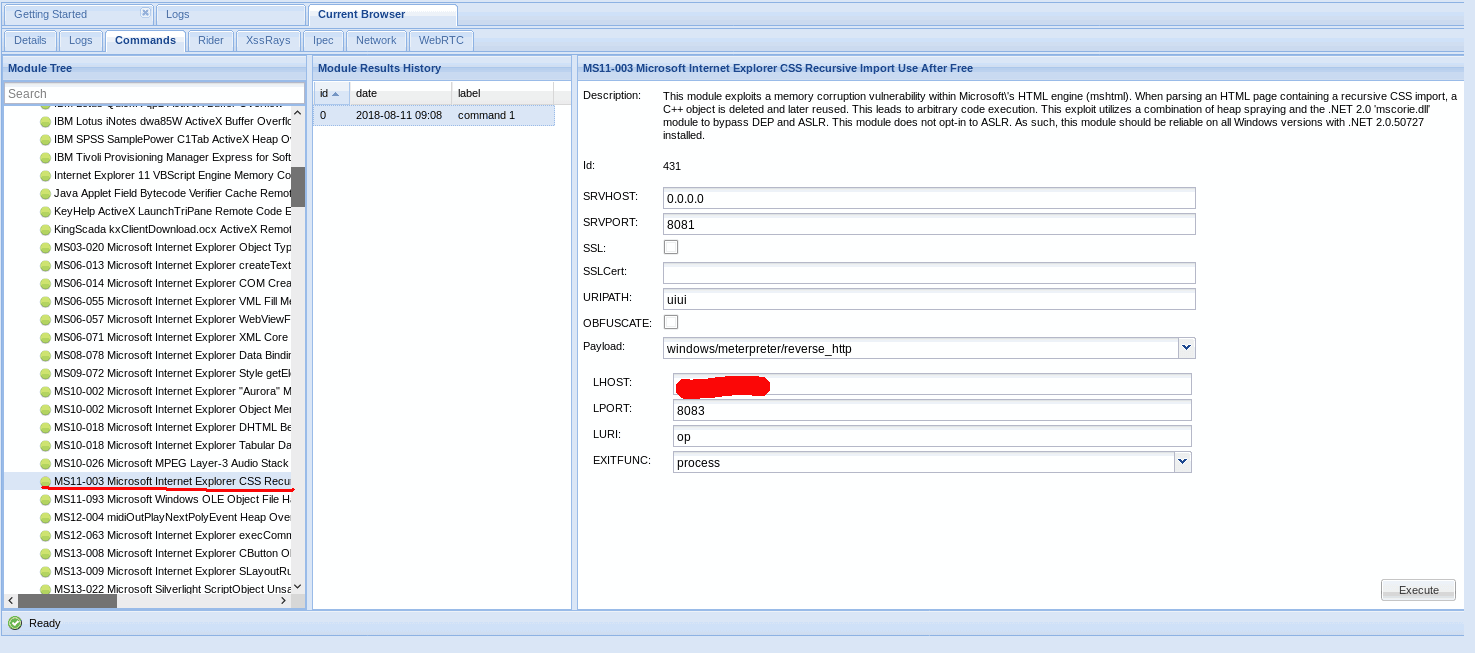 Getting Started
Logs
Current Browser
Details
Logs
Commands
Rider
XssRays
Ipec
Network
WebRTC
Module Tree
Search
IBM Lotus iNotes dwa85W ActiveX Buffer Overflo
IBM SPSS SamplePower C1Tab ActiveX Heap O
IBM Tivoli Provisioning Manager Express for Soft
Internet Explorer 11 VBScript Engine Memory Co
Java Applet Field Bytecode Verifier Cache Remot
KeyHelp ActiveX LaunchTriPane Remote Code E
KingScada kxClientDownload.ocx ActiveX Remot
MS03-020 Microsoft Internet Explorer Object Typ
MS06-013 Microsoft Internet Explorer createText
MS06-014 Microsoft Internet Explorer COM Crea
MS06-055 Microsoft Internet Explorer VML Fill Me
MS06-057 Microsoft Internet Explorer WebViewF
MS06-071 Microsoft Internet Explorer XML Core
MS08-078 Microsoft Internet Explorer Data Bindin
MS09-072 Microsoft Internet Explorer Style getEl
MS10-002 Microsoft Internet Explorer "Aurora" M
MS10-002 Microsoft Internet Explorer Object Mer
MS10-018 Microsoft Internet Explorer DHTML Be
MS10-018 Microsoft Internet Explorer Tabular Da
MS10-026 Microsoft MPEG Layer-3 Audio Stack
MS11-003 Microsoft Internet Explorer CSS Recu
MS11-093 Microsoft Windows OLE Object File H
MS12-004 midiOutPlayNextPolyEvent Heap Over
MS12-063 Microsoft Internet Explorer execComm
MS13-008 Microsoft Internet Explorer CButton O
MS13-009 Microsoft Internet Explorer SLayoutRu
MS13-022 Microsoft Silverlight ScriptObject Unsa
Module Results History
id date label
0 2018-08-11 09:08 command 1
MS11-003 Microsoft Internet Explorer CSS Recursive Import Use After Free
Description: This module exploits a memory corruption vulnerability within Microsoft\'s HTML engine (mshtml). When parsing an HTML page containing a recursive CSS import, a
C++ object is deleted and later reused. This leads to arbitrary code execution. This exploit utilizes a combination of heap spraying and the .NET 2.0 'mscorie.dll'
module to bypass DEP and ASLR. This module does not opt-in to ASLR. As such, this module should be reliable on all Windows versions with .NET 2.0.50727
installed.
Id: 431
SRVHOST: 0.0.0.0
SRVPORT: 8081
SSL:
SSLCert:
URIPATH: uiui
OBFUSCATE:
Payload: windows/meterpreter/reverse_http
LHOST:
LPORT: 8083
LURI: op
EXITFUNC: process
Execute
Ready